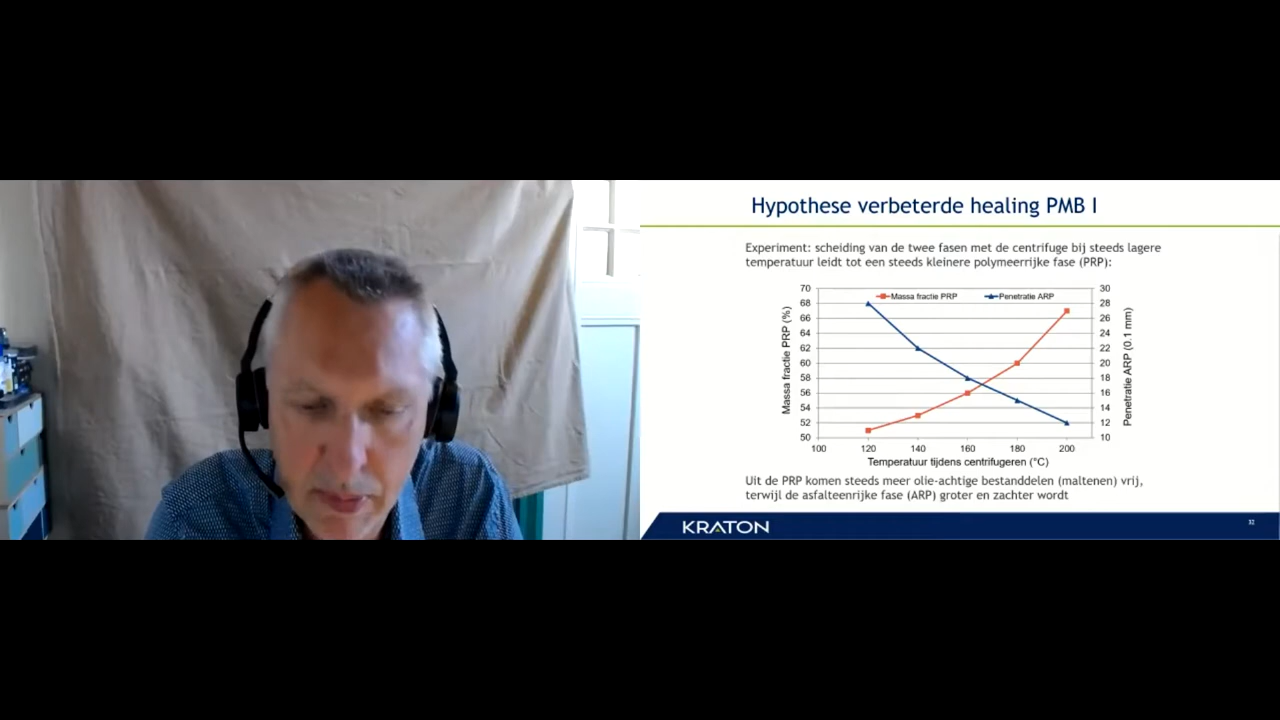 Hypothese verbeterde healing PMB I
Experiment: scheiding van de twee fasen met de centrifuge bij steeds lagere
temperatuur leidt tot een steeds kleinere polymeerrijke fase (PRP):
Massa fractie PRP
Penetratie ARP
Massa fractie PRP (%)
70
68
66
64
62
60
58
56
54
52
50
30
28
26
24
22
20
18
16
14
12
10
Penetratie ARP (0.1 mm)
100 120 140 160 180 200
Temperatuur tijdens centrifugeren (°C)
Uit de PRP komen steeds meer olie-achtige bestanddelen (maltenen) vrij,
terwijl de asfalteenrijke fase (ARP) groter en zachter wordt
KRATON
32